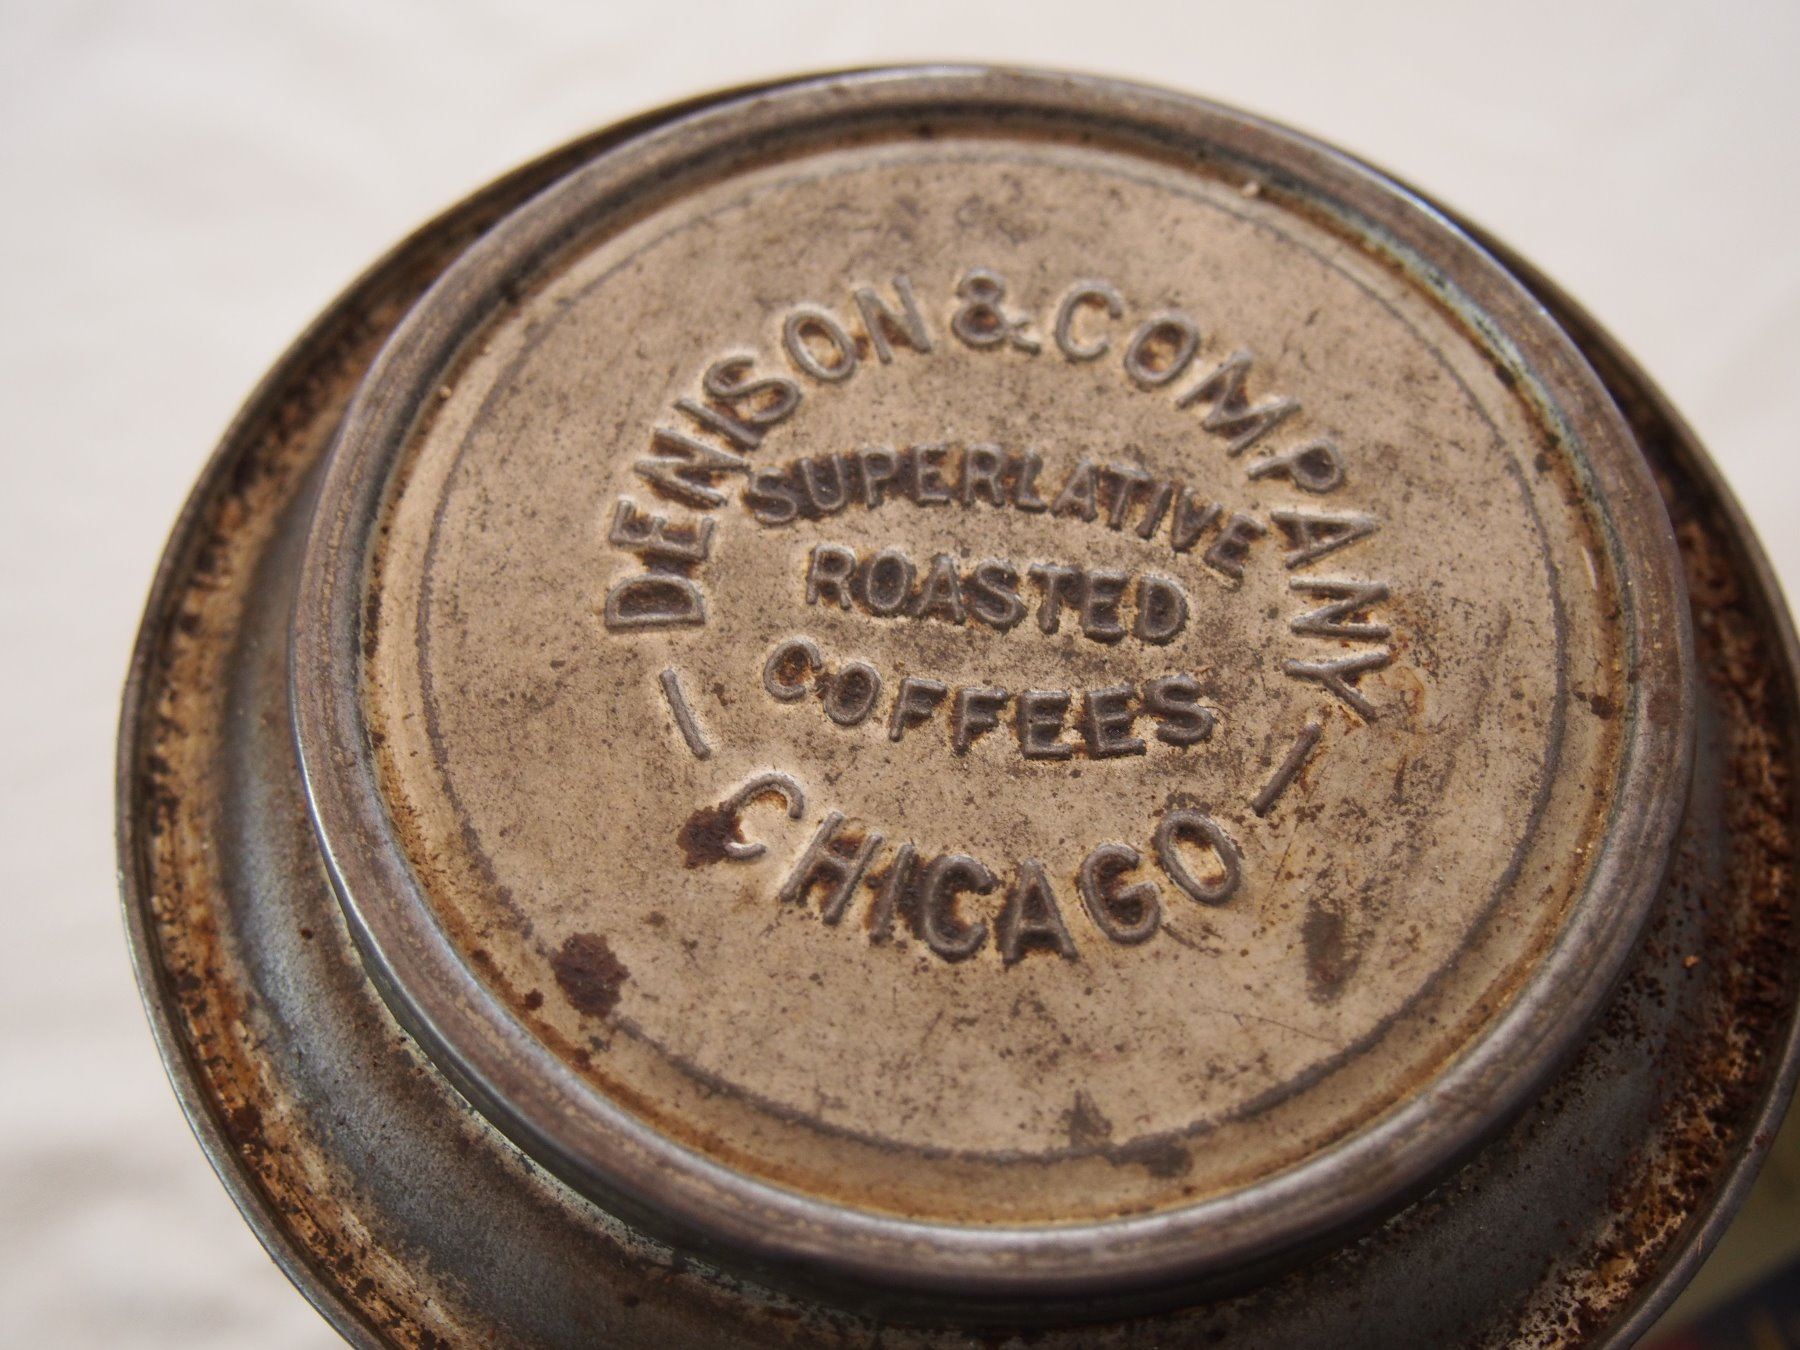 DENISON & COMPANY
SUPERLATIVE
ROASTED
COFFEES
— CHICAGO —